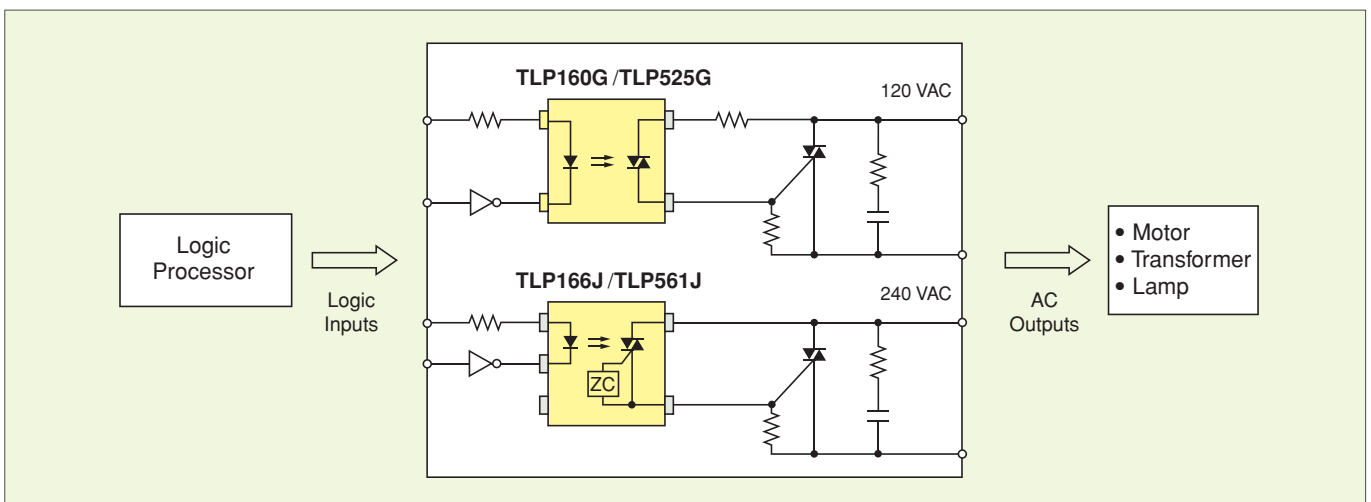 TLP160G /TLP525G
120 VAC
Logic
Processor
Logic
Inputs
TLP166J /TLP561J
240 VAC
ZC
AC
Outputs
• Motor
• Transformer
• Lamp